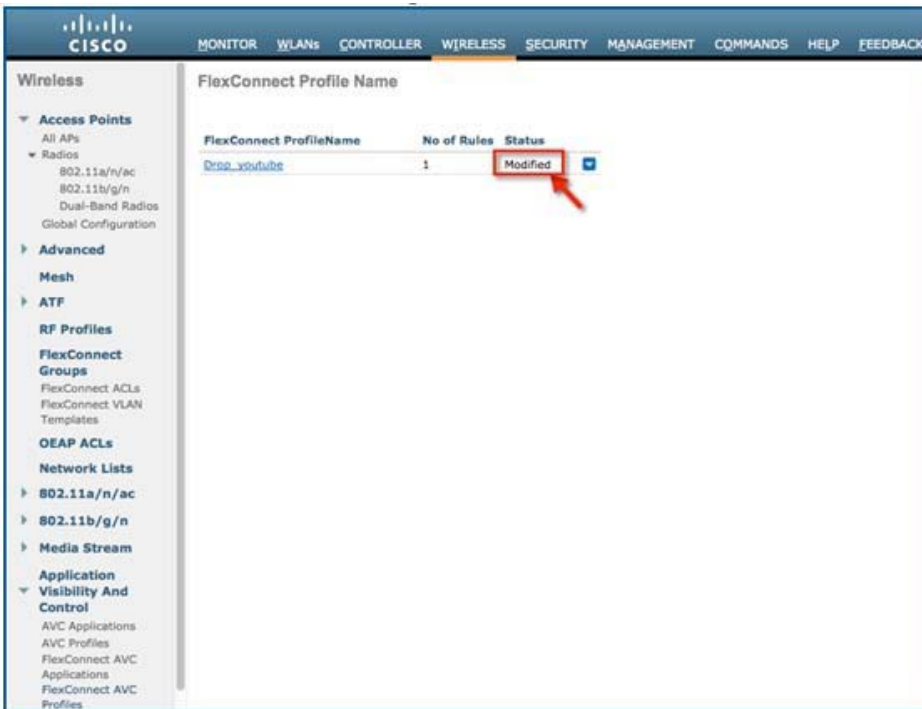 CISCO
MONITOR WLANs CONTROLLER WIRELESS SECURITY MANAGEMENT COMMANDS HELP FEEDBACK
Wireless
Access Points
All APs
Radios
802.11a/n/ac
802.11b/g/n
Dual-Band Radios
Global Configuration
Advanced
Mesh
ATF
RF Profiles
FlexConnect
Groups
FlexConnect ACLs
FlexConnect VLAN
Templates
OEAP ACLs
Network Lists
802.11a/n/ac
802.11b/g/n
Media Stream
Application
Visibility And
Control
AVC Applications
AVC Profiles
FlexConnect AVC
Applications
FlexConnect AVC
Profiles
FlexConnect Profile Name
FlexConnect ProfileName No of Rules Status
Drop_youtube 1 Modified